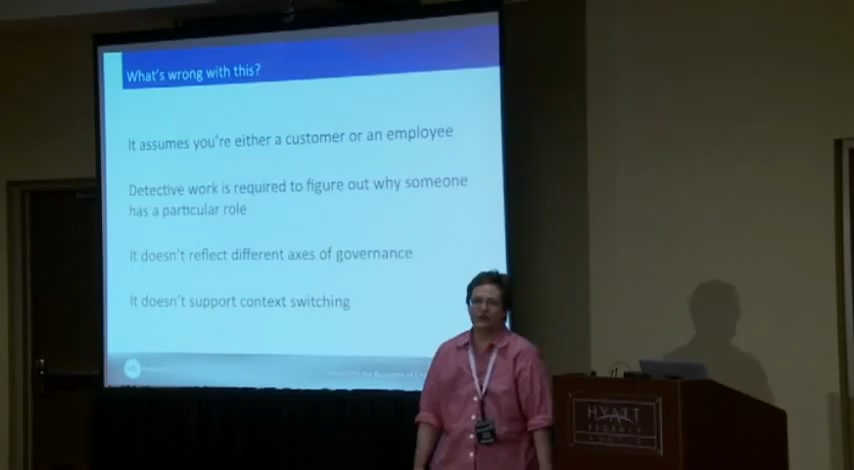 What's wrong with this?
It assumes you're either a customer or an employee
Detective work is required to figure out why someone
has a particular role
It doesn't reflect different axes of governance
It doesn't support context switching
HYATT
REGENCY
AUSTIN